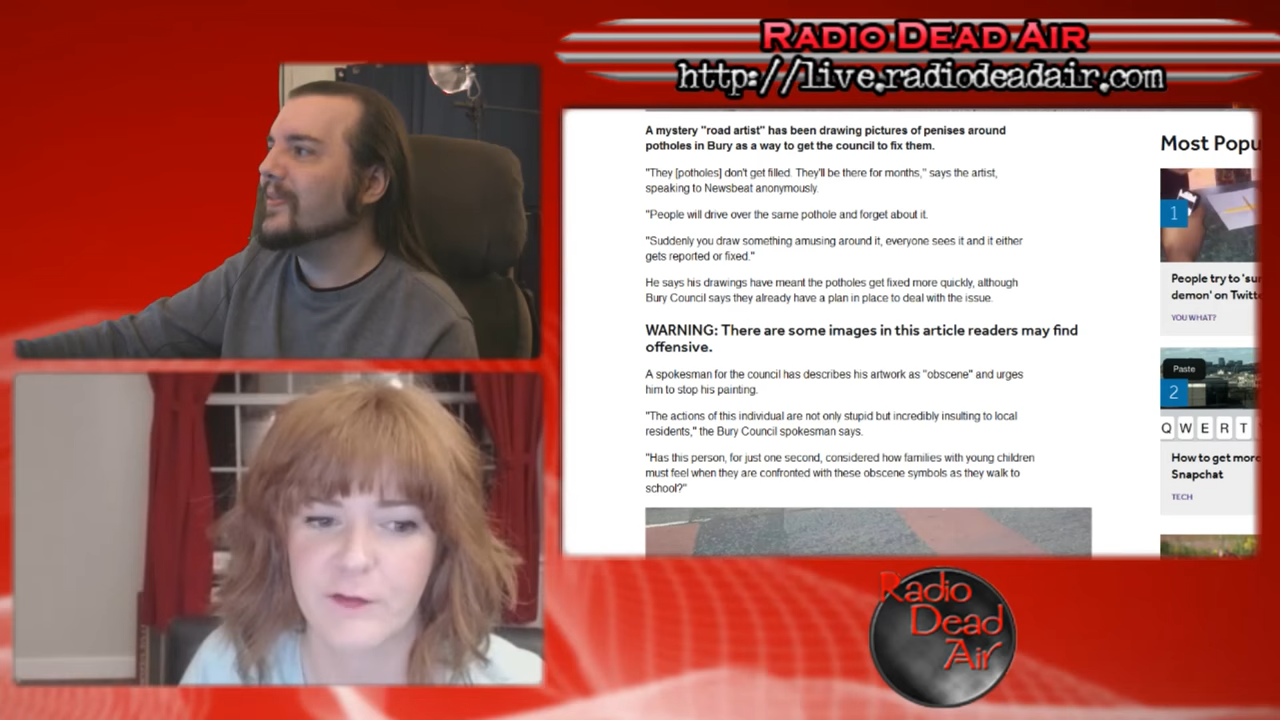 RADIO DEAD AIR
http://live.radiodeadair.com
A mystery "road artist" has been drawing pictures of penises around
potholes in Bury as a way to get the council to fix them.
"They [potholes] don't get filled. They'll be there for months," says the artist,
speaking to Newsbeat anonymously.
"People will drive over the same pothole and forget about it.
"Suddenly you draw something amusing around it, everyone sees it and it either
gets reported or fixed."
He says his drawings have meant the potholes get fixed more quickly, although
Bury Council says they already have a plan in place to deal with the issue.
WARNING: There are some images in this article readers may find
offensive.
A spokesman for the council has describes his artwork as "obscene" and urges
him to stop his painting.
"The actions of this individual are not only stupid but incredibly insulting to local
residents," the Bury Council spokesman says.
"Has this person, for just one second, considered how families with young children
must feel when they are confronted with these obscene symbols as they walk to
school?"
Most Popu
1
People try to 'su
demon' on Twitt
YOU WHAT?
Paste
2
Q W E R T
How to get more
Snapchat
TECH
Radio
Dead
Air